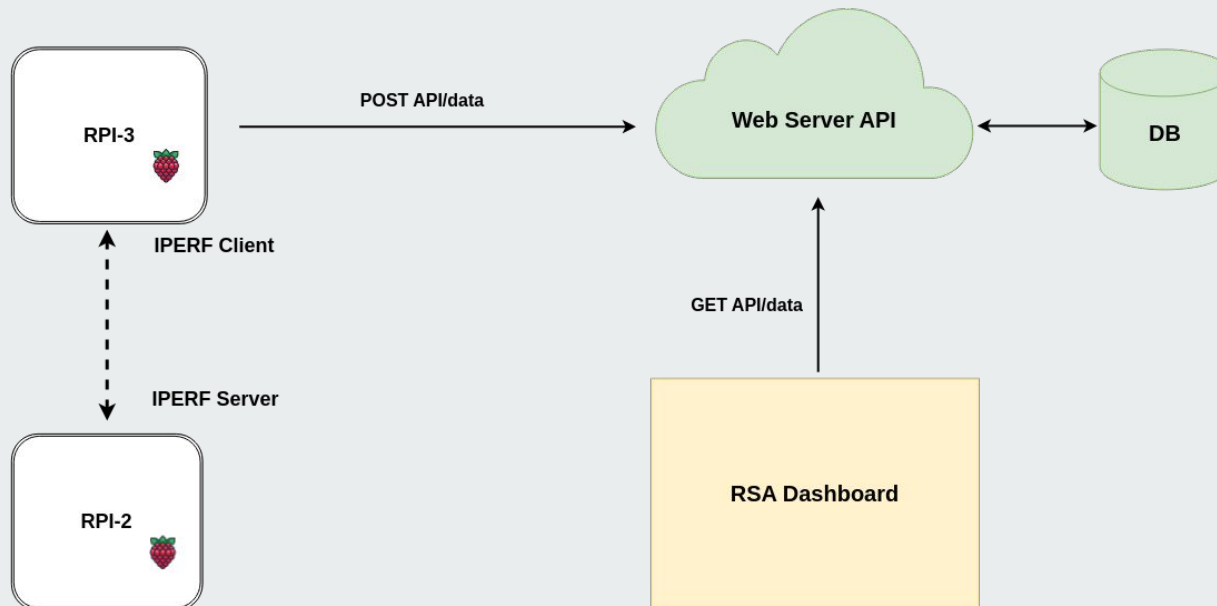 POST API/data
RPI-3
Web Server API
DB
IPERF Client
GET API/data
IPERF Server
RPI-2
RSA Dashboard